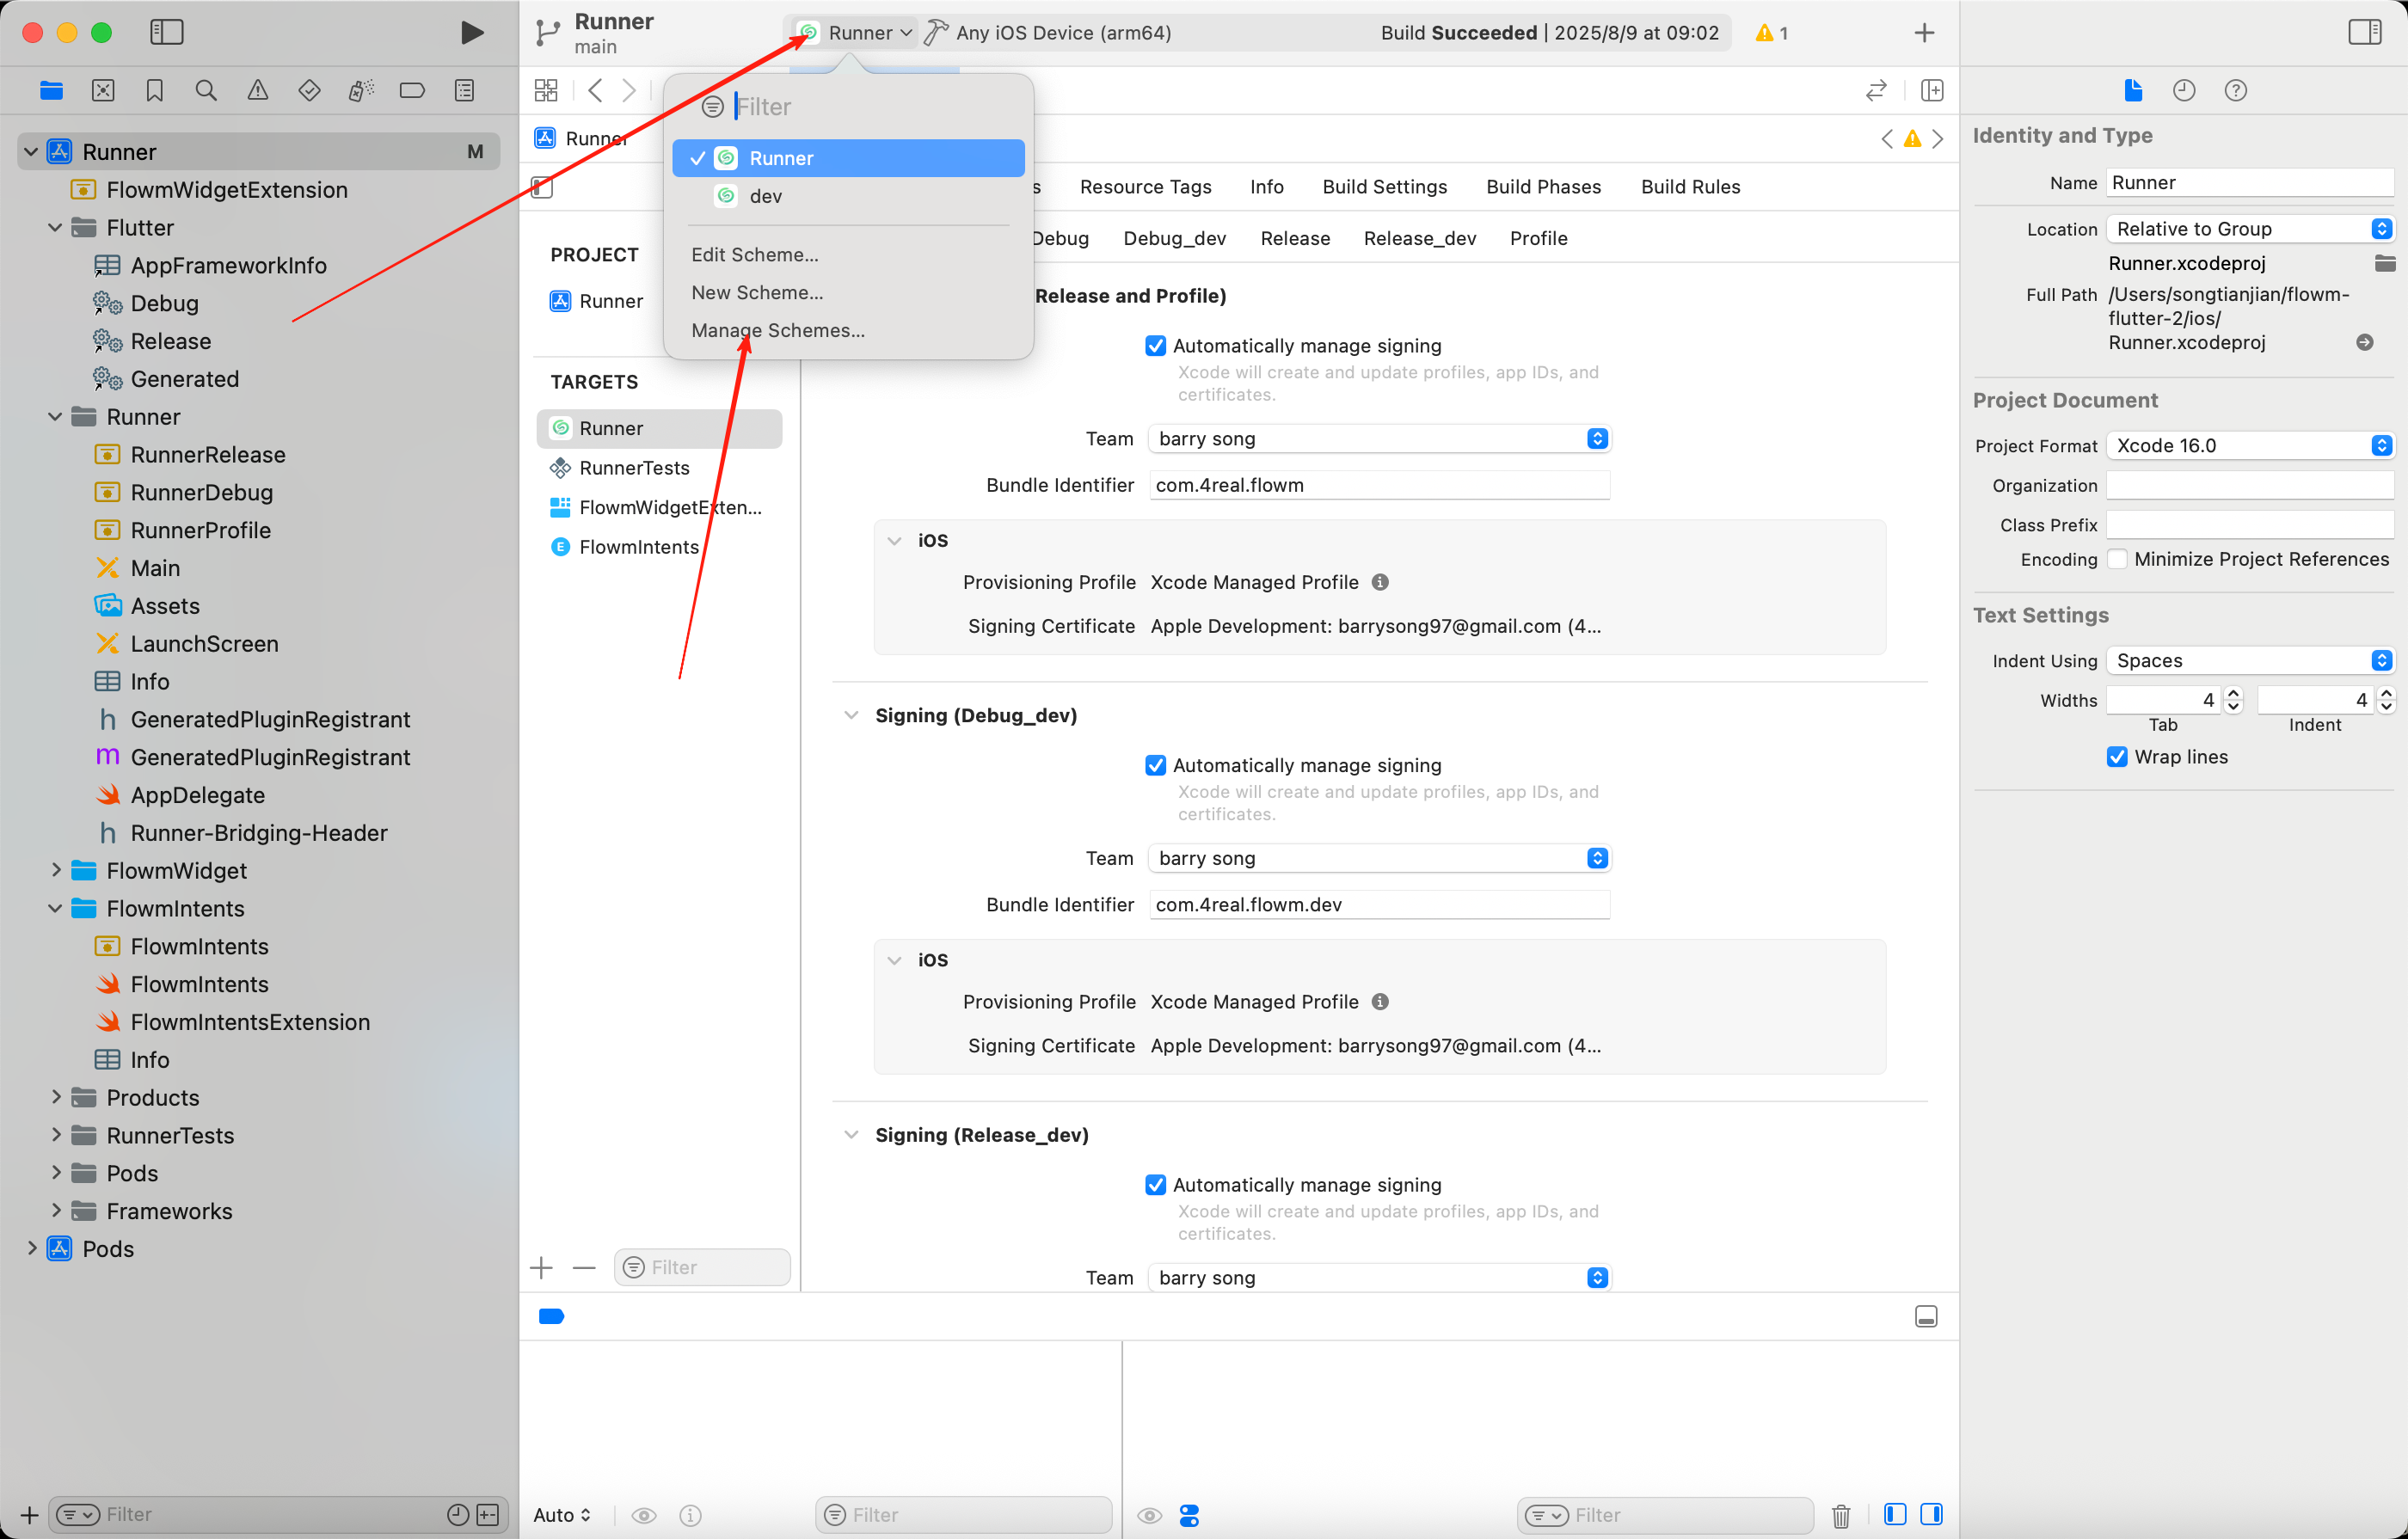 Runner
main
Runner
Any iOS Device (arm64)
Build Succeeded | 2025/8/9 at 09:02
1
Runner
M
FlowmWidgetExtension
Flutter
AppFrameworkInfo
Debug
Release
Generated
Runner
RunnerRelease
RunnerDebug
RunnerProfile
Main
Assets
LaunchScreen
Info
GeneratedPluginRegistrant
GeneratedPluginRegistrant
AppDelegate
Runner-Bridging-Header
FlowmWidget
FlowmIntents
FlowmIntents
FlowmIntents
FlowmIntentsExtension
Info
Products
RunnerTests
Pods
Frameworks
Pods
Filter
Filter
Runner
dev
Edit Scheme...
New Scheme...
Manage Schemes...
Runner
s
Resource Tags
Info
Build Settings
Build Phases
Build Rules
Debug
Debug_dev
Release
Release_dev
Profile
PROJECT
Runner
TARGETS
Runner
RunnerTests
FlowmWidgetExten...
FlowmIntents
Filter
Release and Profile)
Automatically manage signing
Xcode will create and update profiles, app IDs, and
certificates.
Team
barry song
Bundle Identifier
com.4real.flowm
iOS
Provisioning Profile
Xcode Managed Profile
Signing Certificate
Apple Development: barrysong97@gmail.com (4...
Signing (Debug_dev)
Automatically manage signing
Xcode will create and update profiles, app IDs, and
certificates.
Team
barry song
Bundle Identifier
com.4real.flowm.dev
iOS
Provisioning Profile
Xcode Managed Profile
Signing Certificate
Apple Development: barrysong97@gmail.com (4...
Signing (Release_dev)
Automatically manage signing
Xcode will create and update profiles, app IDs, and
certificates.
Team
barry song
Auto
Filter
Filter
Identity and Type
Name
Runner
Location
Relative to Group
Runner.xcodeproj
Full Path
/Users/songtianjian/flowm-
flutter-2/ios/
Runner.xcodeproj
Project Document
Project Format
Xcode 16.0
Organization
Class Prefix
Encoding
Minimize Project References
Text Settings
Indent Using
Spaces
Widths
4
4
Tab
Indent
Wrap lines